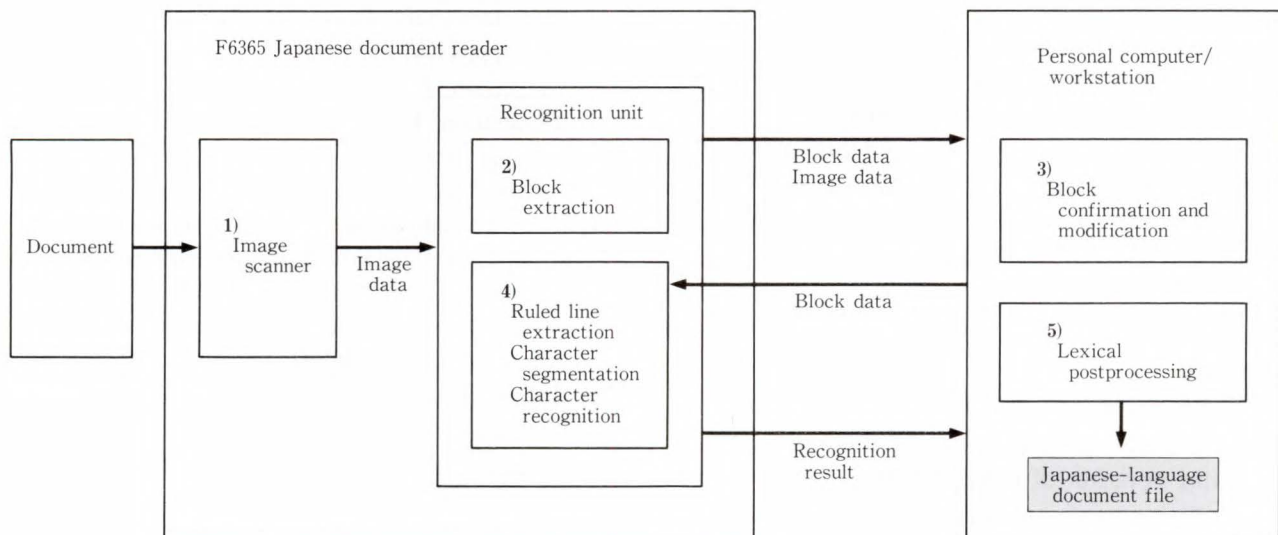 F6365 Japanese document reader
Personal computer/
workstation
Recognition unit
Document
1)
Image
scanner
Image
data
2)
Block
extraction
4)
Ruled line
extraction
Character
segmentation
Character
recognition
Block data
Image data
Block data
Recognition
result
3)
Block
confirmation and
modification
5)
Lexical
postprocessing
Japanese-language
document file